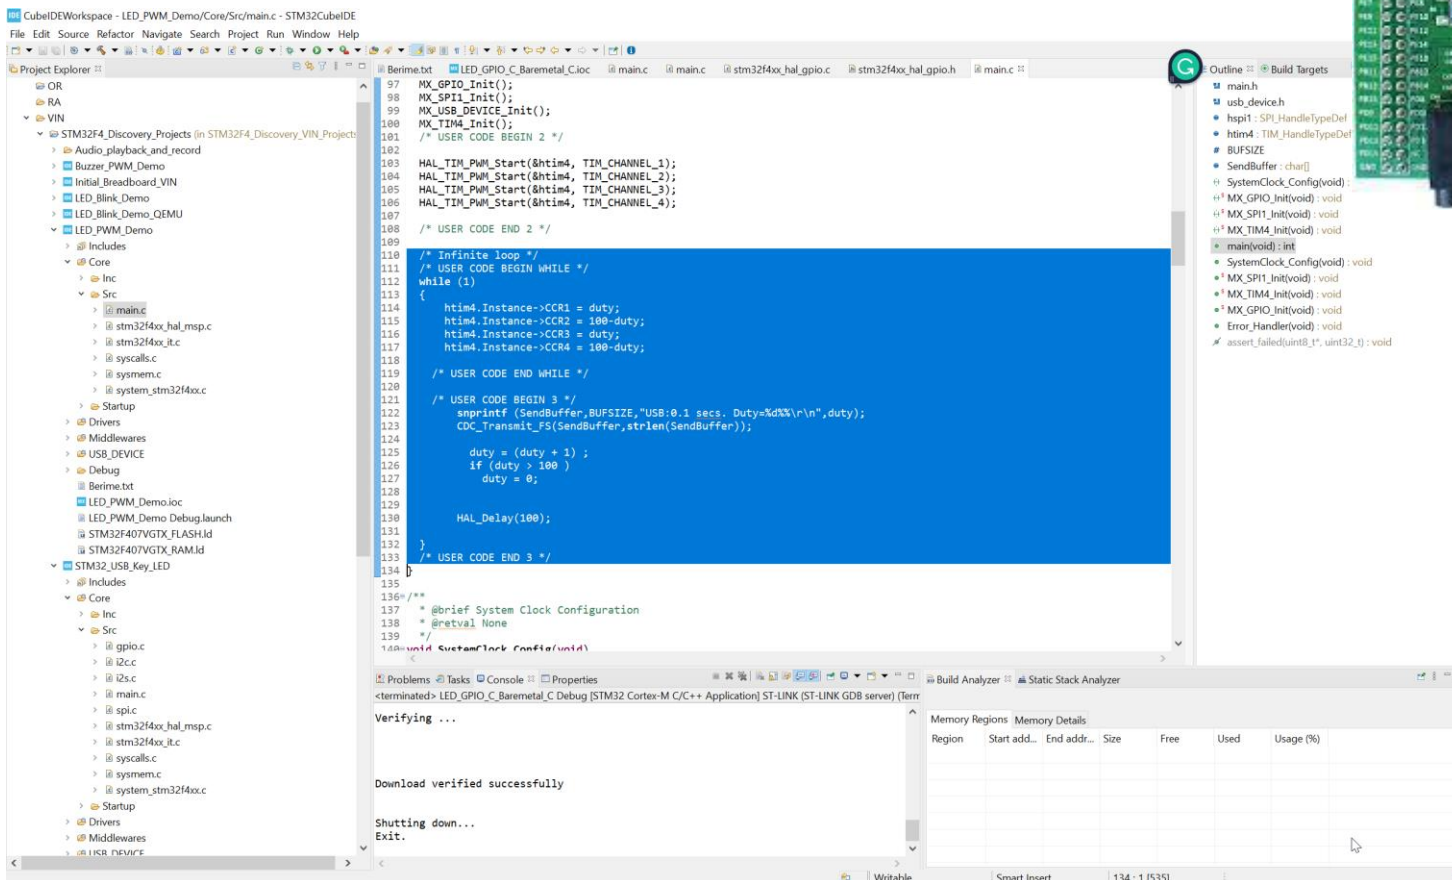 IDE CubeIDEWorkspace - LED_PWM_Demo/Core/Src/main.c - STM32CubeIDE
File Edit Source Refactor Navigate Search Project Run Window Help
Project Explorer
OR
RA
VIN
STM32F4_Discovery_Projects (in STM32F4_Discovery_VIN_Projects
Audio_playback_and_record
Buzzer_PWM_Demo
Initial_Breadboard_VIN
LED_Blink_Demo
LED_Blink_Demo_QEMU
LED_PWM_Demo
Includes
Core
Inc
Src
main.c
stm32f4xx_hal_msp.c
stm32f4xx_it.c
syscalls.c
sysmem.c
system_stm32f4xx.c
Startup
Drivers
Middlewares
USB_DEVICE
Debug
Berime.txt
LED_PWM_Demo.ioc
LED_PWM_Demo Debug.launch
STM32F407VGTX_FLASH.ld
STM32F407VGTX_RAM.ld
STM32_USB_Key_LED
Includes
Core
Inc
Src
gpio.c
i2c.c
i2s.c
main.c
spi.c
stm32f4xx_hal_msp.c
stm32f4xx_it.c
syscalls.c
sysmem.c
system_stm32f4xx.c
Startup
Drivers
Middlewares
USB_DEVICE
Berime.txt LED_GPIO_C_Baremetal_C.ioc main.c main.c stm32f4xx_hal_gpio.c stm32f4xx_hal_gpio.h main.c
97 MX_GPIO_Init();
98 MX_SPI1_Init();
99 MX_USB_DEVICE_Init();
100 MX_TIM4_Init();
101 /* USER CODE BEGIN 2 */
102
103 HAL_TIM_PWM_Start(&htim4, TIM_CHANNEL_1);
104 HAL_TIM_PWM_Start(&htim4, TIM_CHANNEL_2);
105 HAL_TIM_PWM_Start(&htim4, TIM_CHANNEL_3);
106 HAL_TIM_PWM_Start(&htim4, TIM_CHANNEL_4);
107
108 /* USER CODE END 2 */
109
110 /* Infinite loop */
111 /* USER CODE BEGIN WHILE */
112 while (1)
113 {
114 htim4.Instance->CCR1 = duty;
115 htim4.Instance->CCR2 = 100-duty;
116 htim4.Instance->CCR3 = duty;
117 htim4.Instance->CCR4 = 100-duty;
118
119 /* USER CODE END WHILE */
120
121 /* USER CODE BEGIN 3 */
122 snprintf (SendBuffer,BUFSIZE,"USB:0.1 secs. Duty=%d%%\r\n",duty);
123 CDC_Transmit_FS(SendBuffer,strlen(SendBuffer));
124
125 duty = (duty + 1) ;
126 if (duty > 100 )
127 duty = 0;
128
129
130 HAL_Delay(100);
131
132 }
133 /* USER CODE END 3 */
134 }
135
136 /**
137 * @brief System Clock Configuration
138 * @retval None
139 */
140 void SystemClock_Config(void)
G
Outline Build Targets
main.h
usb_device.h
hspi1 : SPI_HandleTypeDef
htim4 : TIM_HandleTypeDef
# BUFSIZE
SendBuffer : char[]
SystemClock_Config(void) :
MX_GPIO_Init(void) : void
MX_SPI1_Init(void) : void
MX_TIM4_Init(void) : void
main(void) : int
SystemClock_Config(void) : void
MX_SPI1_Init(void) : void
MX_TIM4_Init(void) : void
MX_GPIO_Init(void) : void
Error_Handler(void) : void
assert_failed(uint8_t*, uint32_t) : void
Problems Tasks Console Properties
<terminated> LED_GPIO_C_Baremetal_C Debug [STM32 Cortex-M C/C++ Application] ST-LINK (ST-LINK GDB server) (Term
Verifying ...
Download verified successfully
Shutting down...
Exit.
Build Analyzer Static Stack Analyzer
Memory Regions Memory Details
Region Start add... End addr... Size Free Used Usage (%)
Writable Smart Insert 134 : 1 [535]